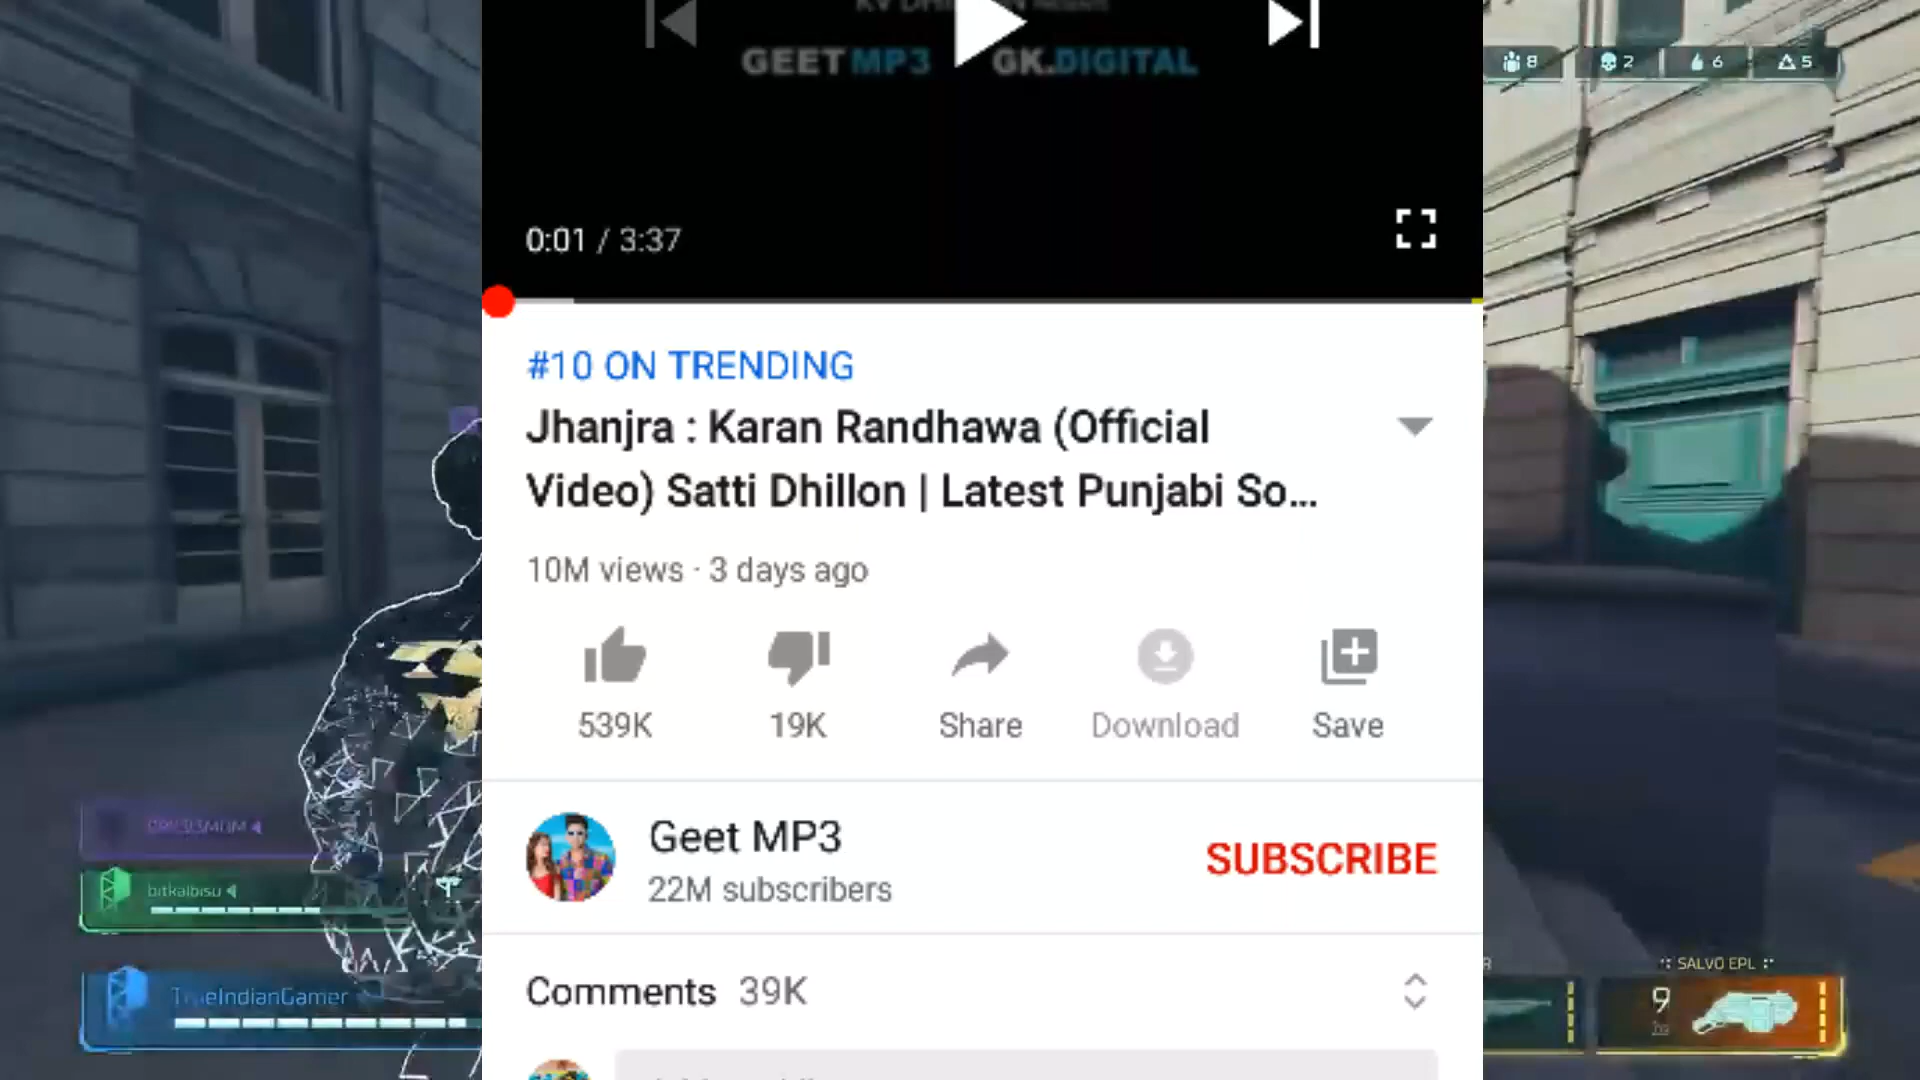 GEET MP3
GK.DIGITAL
0:01 / 3:37
#10 ON TRENDING
Jhanjra : Karan Randhawa (Official
Video) Satti Dhillon | Latest Punjabi So...
10M views · 3 days ago
539K
19K
Share
Download
Save
Geet MP3
22M subscribers
SUBSCRIBE
Comments 39K
8
2
6
5
bitkalbisu
TrueIndianGamer
SALVO EPL
9